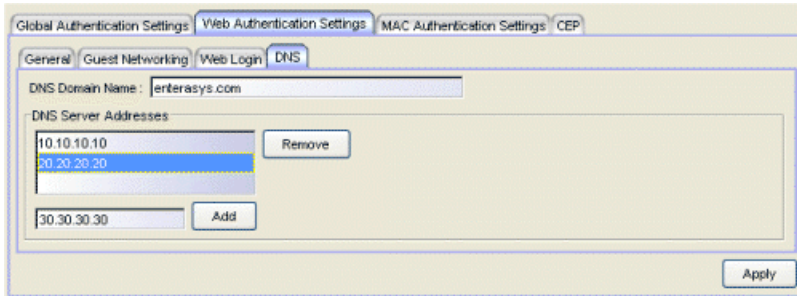 Global Authentication Settings Web Authentication Settings MAC Authentication Settings CEP
General Guest Networking Web Login DNS
DNS Domain Name : enterasys.com
DNS Server Addresses
10.10.10.10 Remove
20.20.20.20
30.30.30.30 Add
Apply